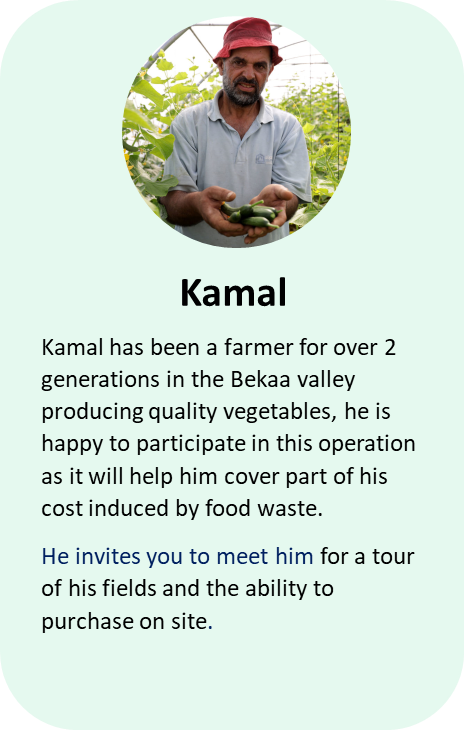 Kamal
Kamal has been a farmer for over 2
generations in the Bekaa valley
producing quality vegetables, he is
happy to participate in this operation
as it will help him cover part of his
cost induced by food waste.
He invites you to meet him for a tour
of his fields and the ability to
purchase on site.